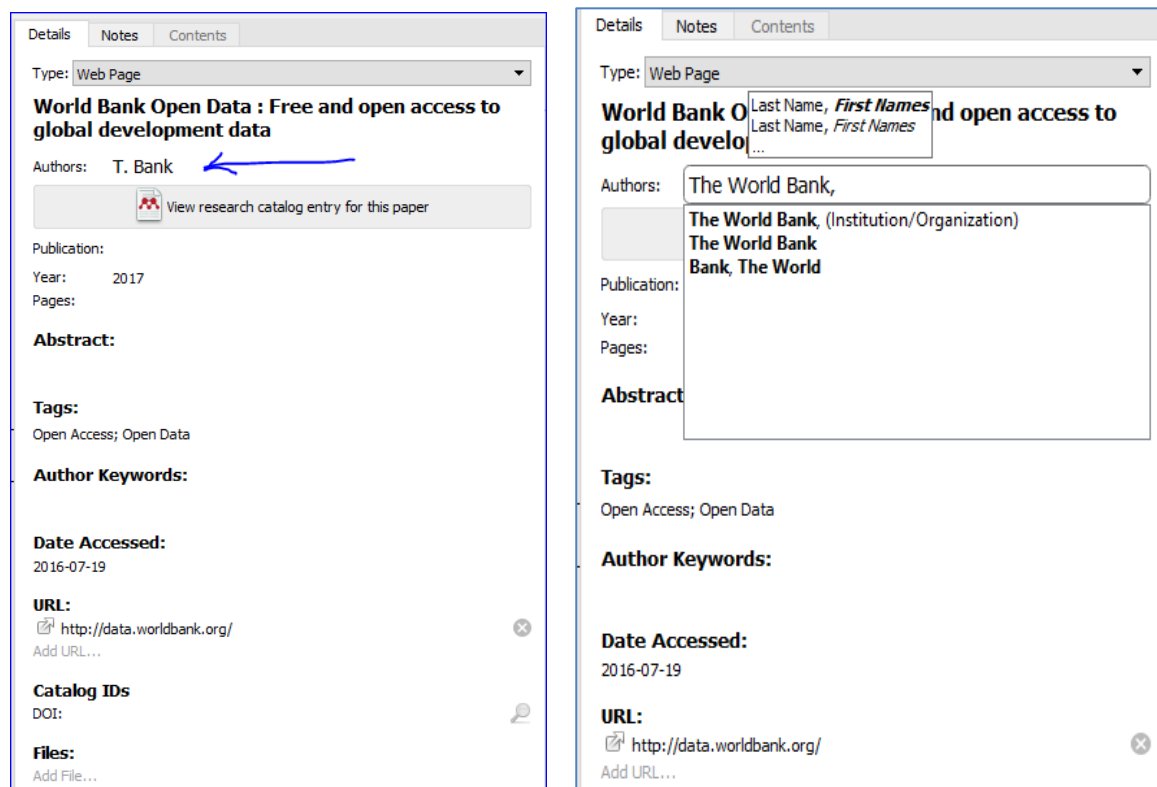 Details Notes Contents
Type: Web Page
World Bank Open Data : Free and open access to
global development data
Authors: T. Bank
View research catalog entry for this paper
Publication:
Year: 2017
Pages:
Abstract:
Tags:
Open Access; Open Data
Author Keywords:
Date Accessed:
2016-07-19
URL:
http://data.worldbank.org/
Add URL...
Catalog IDs
DOI:
Files:
Add File...
Details Notes Contents
Type: Web Page
Last Name, First Names
Last Name, First Names
...
World Bank O nd open access to
global develop
Authors: The World Bank,
The World Bank, (Institution/Organization)
The World Bank
Bank, The World
Publication:
Year:
Pages:
Abstract
Tags:
Open Access; Open Data
Author Keywords:
Date Accessed:
2016-07-19
URL:
http://data.worldbank.org/
Add URL...